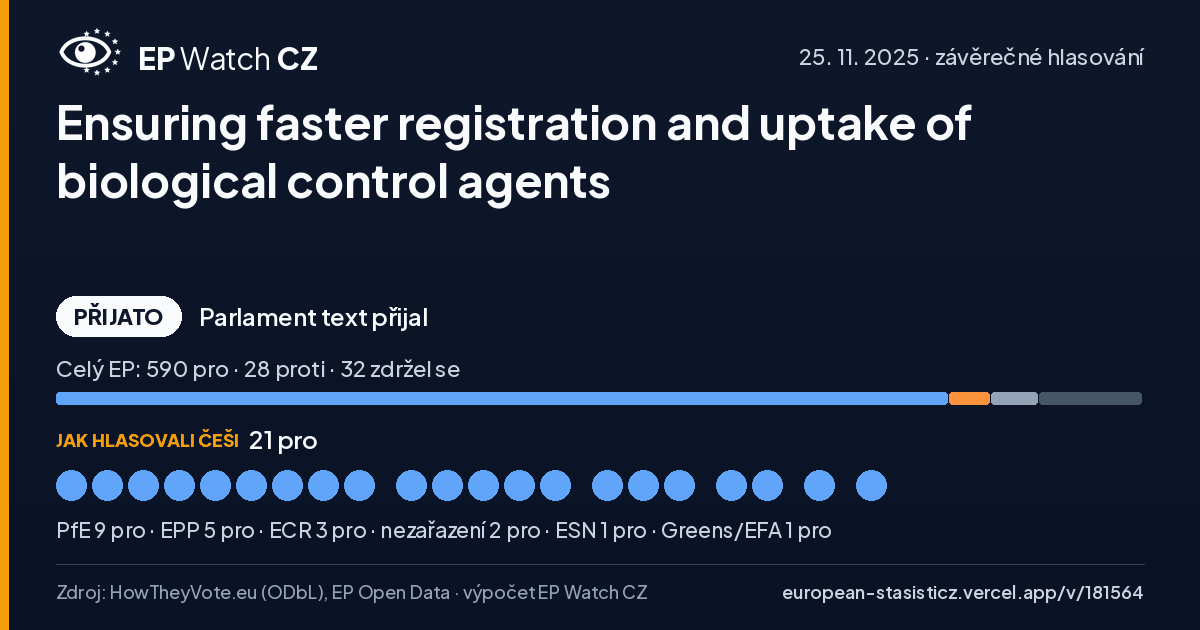 EP Watch CZ
25. 11. 2025 · závěrečné hlasování
Ensuring faster registration and uptake of
biological control agents
PŘIJATO Parlament text přijal
Celý EP: 590 pro · 28 proti · 32 zdržel se
JAK HLASOVALI ČEŠI 21 pro
PfE 9 pro · EPP 5 pro · ECR 3 pro · nezařazení 2 pro · ESN 1 pro · Greens/EFA 1 pro
Zdroj: HowTheyVote.eu (ODbL), EP Open Data · výpočet EP Watch CZ
european-stasisticz.vercel.app/v/181564